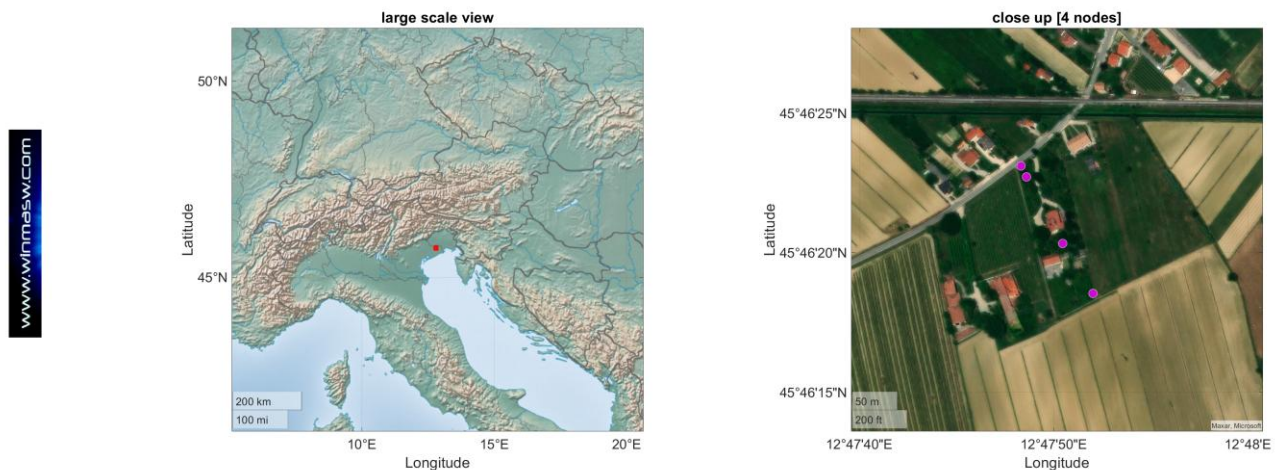 www.winmasw.com
large scale view
50°N
45°N
Latitude
200 km
100 mi
10°E
15°E
20°E
Longitude
close up [4 nodes]
45°46'25"N
45°46'20"N
45°46'15"N
Latitude
50 m
200 ft
Maxar, Microsoft
12°47'40"E
12°47'50"E
12°48'E
Longitude